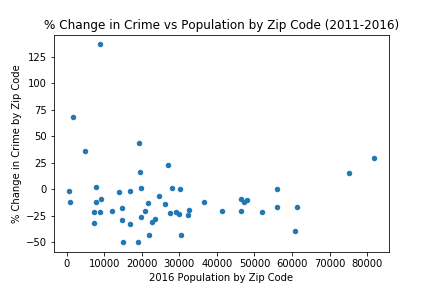 % Change in Crime vs Population by Zip Code (2011-2016)
% Change in Crime by Zip Code
125
100
75
50
25
0
−25
−50
0 10000 20000 30000 40000 50000 60000 70000 80000
2016 Population by Zip Code